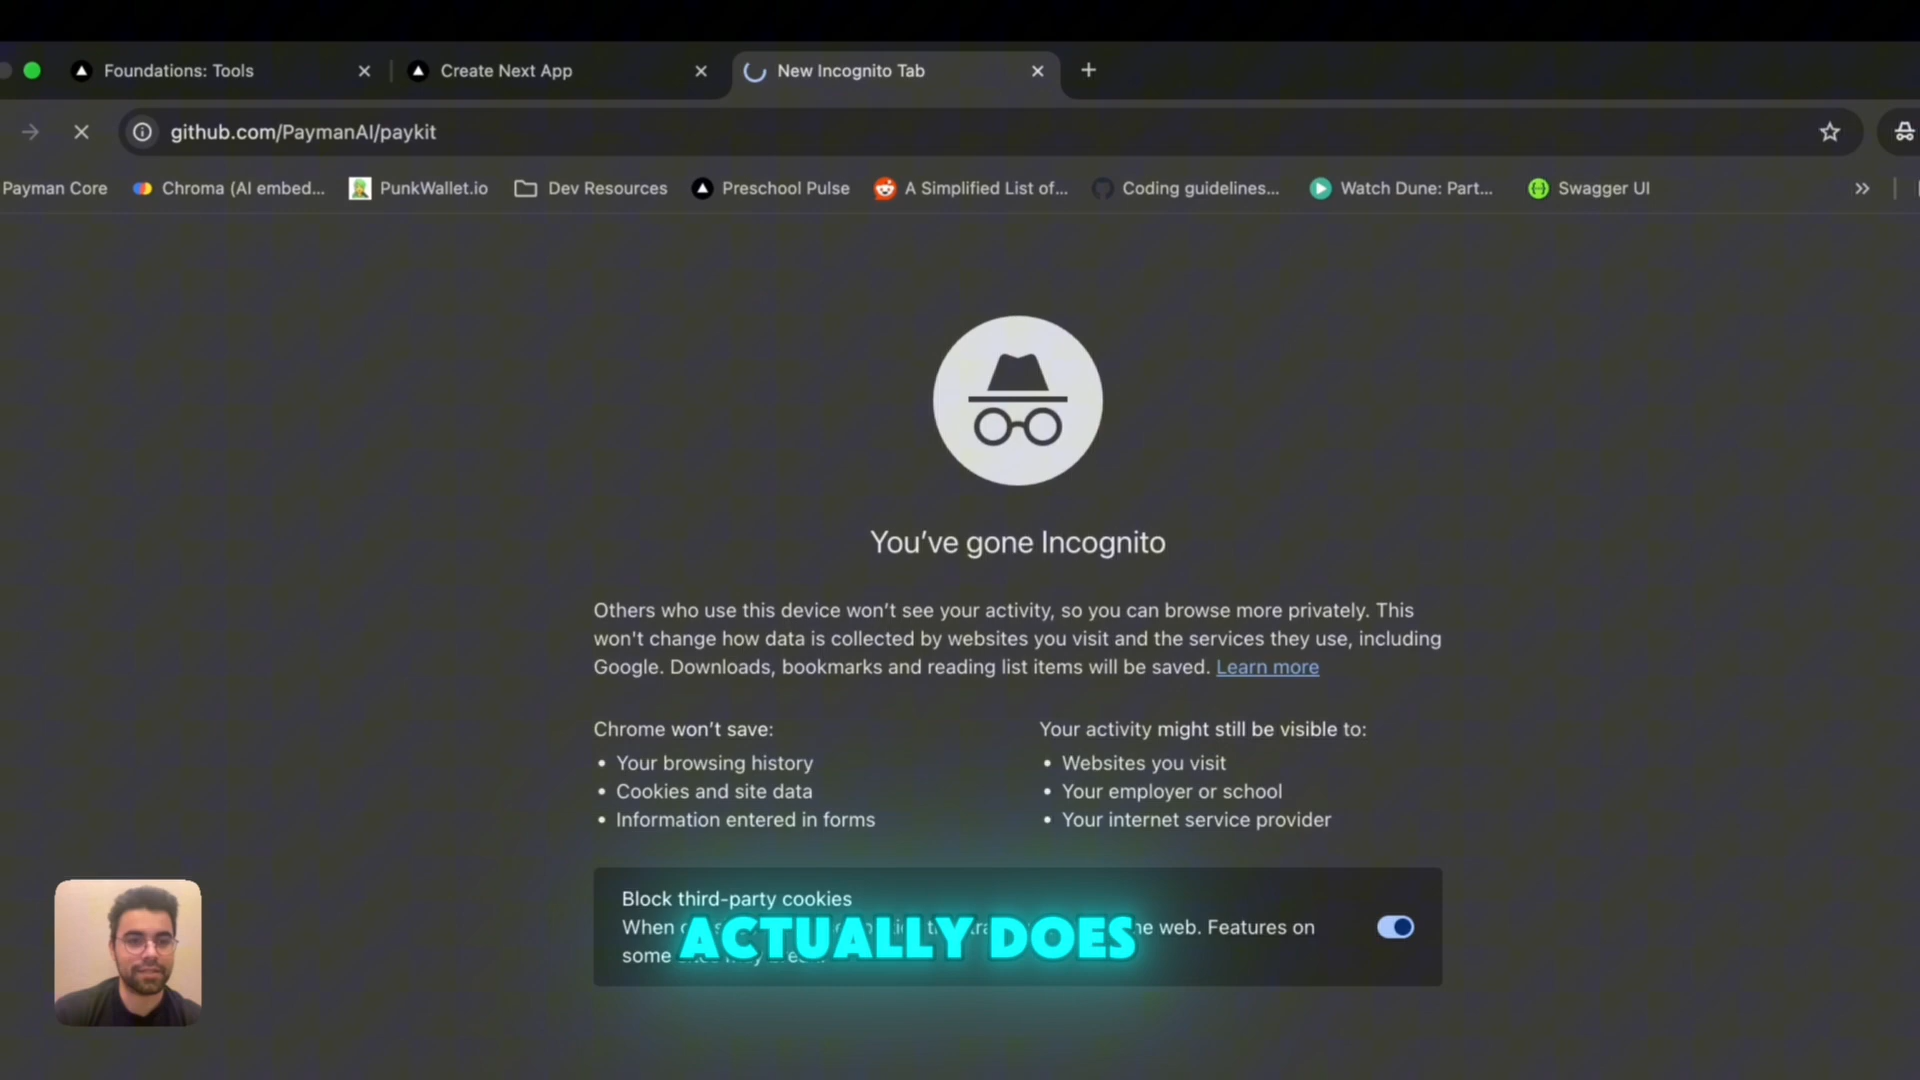 Foundations: Tools
Create Next App
New Incognito Tab
github.com/PaymanAI/paykit
Payman Core
Chroma (AI embed...
PunkWallet.io
Dev Resources
Preschool Pulse
A Simplified List of...
Coding guidelines...
Watch Dune: Part...
Swagger UI
You've gone Incognito
Others who use this device won't see your activity, so you can browse more privately. This
won't change how data is collected by websites you visit and the services they use, including
Google. Downloads, bookmarks and reading list items will be saved. Learn more
Chrome won't save:
• Your browsing history
• Cookies and site data
• Information entered in forms
Your activity might still be visible to:
• Websites you visit
• Your employer or school
• Your internet service provider
Block third-party cookies
When web. Features on
some
ACTUALLY DOES